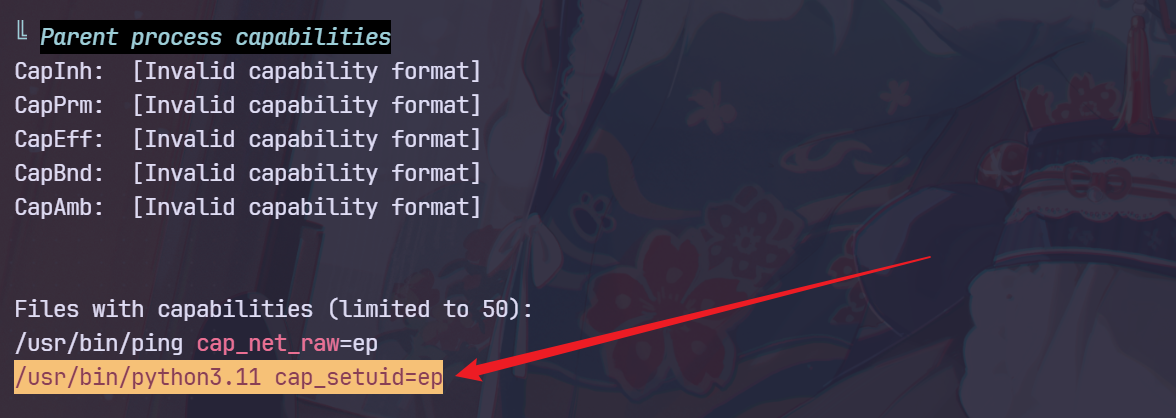 ╚ Parent process capabilities
CapInh:  [Invalid capability format]
CapPrm:  [Invalid capability format]
CapEff:  [Invalid capability format]
CapBnd:  [Invalid capability format]
CapAmb:  [Invalid capability format]
Files with capabilities (limited to 50):
/usr/bin/ping cap_net_raw=ep
/usr/bin/python3.11 cap_setuid=ep